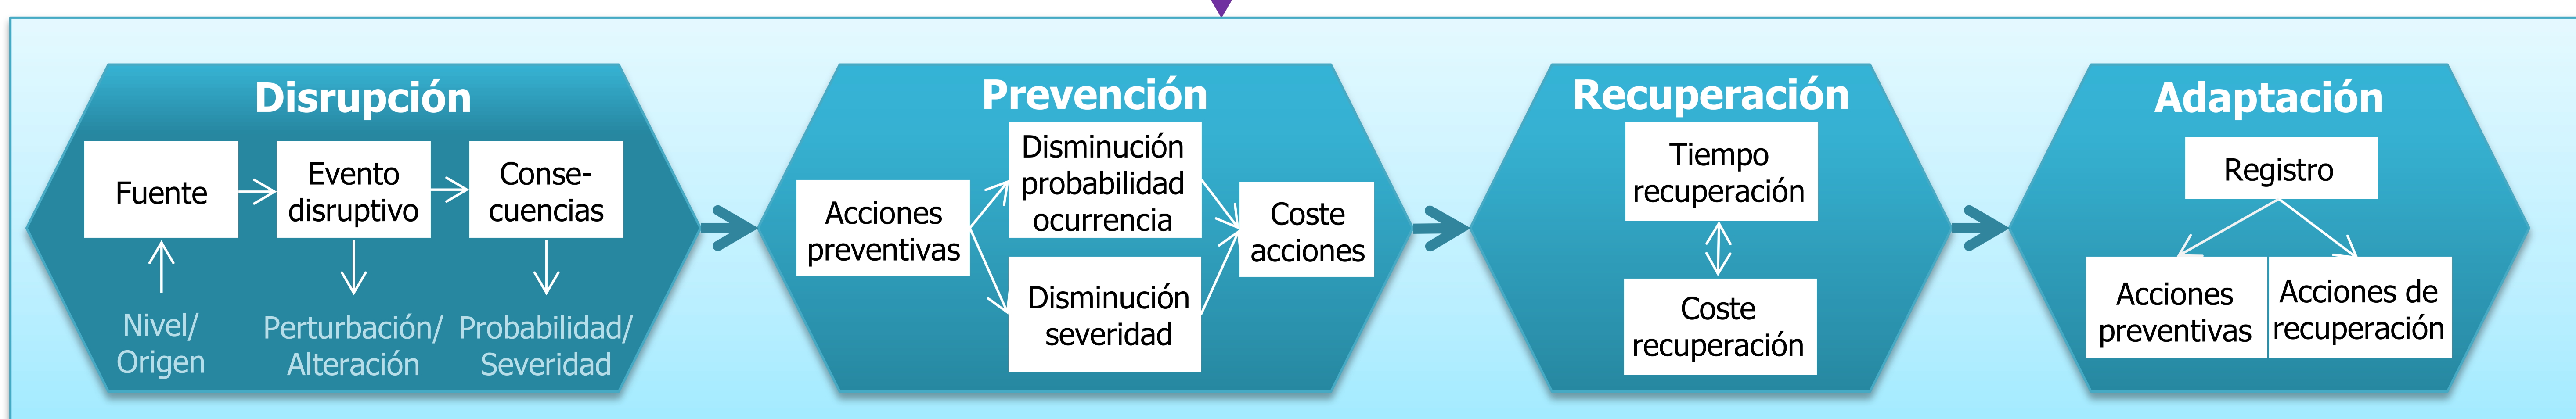 Disrupción
Fuente
Evento
disruptivo
Conse-
cuencias
Nivel/
Origen
Perturbación/
Alteración
Probabilidad/
Severidad
Prevención
Acciones
preventivas
Disminución
probabilidad
ocurrencia
Disminución
severidad
Coste
acciones
Recuperación
Tiempo
recuperación
Coste
recuperación
Adaptación
Registro
Acciones
preventivas
Acciones de
recuperación